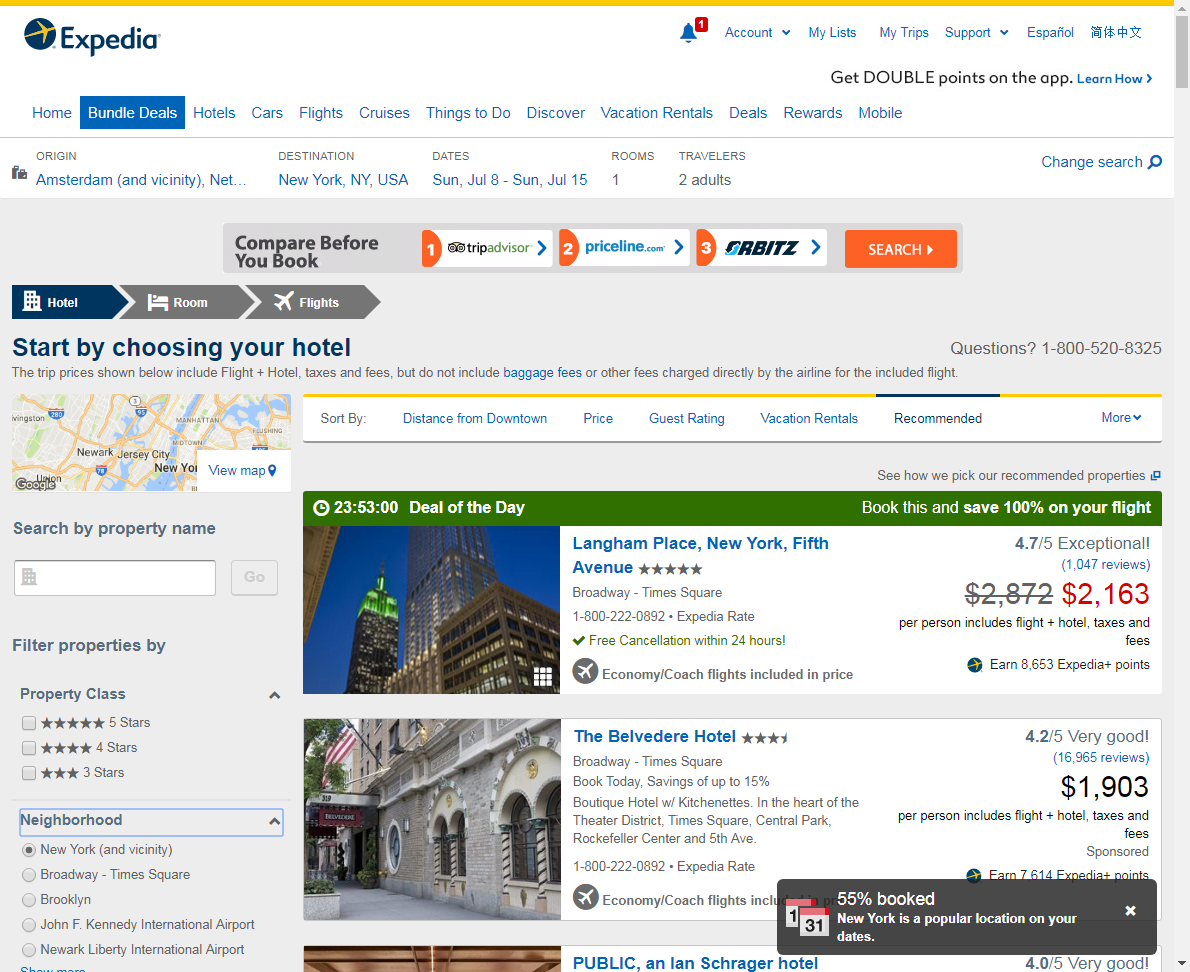 Expedia
1
Account
My Lists
My Trips
Support
Español
简体中文
Get DOUBLE points on the app. Learn How
Home
Bundle Deals
Hotels
Cars
Flights
Cruises
Things to Do
Discover
Vacation Rentals
Deals
Rewards
Mobile
ORIGIN
Amsterdam (and vicinity), Net...
DESTINATION
New York, NY, USA
DATES
Sun, Jul 8 - Sun, Jul 15
ROOMS
1
TRAVELERS
2 adults
Change search
Compare Before
You Book
1 tripadvisor
2 priceline.com
3 ORBITZ
SEARCH
Hotel
Room
Flights
Start by choosing your hotel
Questions? 1-800-520-8325
The trip prices shown below include Flight + Hotel, taxes and fees, but do not include baggage fees or other fees charged directly by the airline for the included flight.
ivingston
280
3
95
MANHATTAN
FLUSHING
MIDTOWN
Newark
Jersey City
78
New Yor
Union
Google
View map
Sort By:
Distance from Downtown
Price
Guest Rating
Vacation Rentals
Recommended
More
See how we pick our recommended properties
Search by property name
Go
Filter properties by
Property Class
5 Stars
4 Stars
3 Stars
Neighborhood
New York (and vicinity)
Broadway - Times Square
Brooklyn
John F. Kennedy International Airport
Newark Liberty International Airport
Show more
23:53:00 Deal of the Day
Book this and save 100% on your flight
Langham Place, New York, Fifth
Avenue
Broadway - Times Square
1-800-222-0892 • Expedia Rate
Free Cancellation within 24 hours!
Economy/Coach flights included in price
4.7/5 Exceptional!
(1,047 reviews)
$2,872 $2,163
per person includes flight + hotel, taxes and
fees
Earn 8,653 Expedia+ points
319
BELVEDERE
The Belvedere Hotel
Broadway - Times Square
Book Today, Savings of up to 15%
Boutique Hotel w/ Kitchenettes. In the heart of the
Theater District, Times Square, Central Park,
Rockefeller Center and 5th Ave.
1-800-222-0892 • Expedia Rate
Economy/Coach flights included in pr
4.2/5 Very good!
(16,965 reviews)
$1,903
per person includes flight + hotel, taxes and
fees
Sponsored
Earn 7,614 Expedia+ points
1
31
55% booked
New York is a popular location on your
dates.
PUBLIC, an Ian Schrager hotel
4.0/5 Very good!